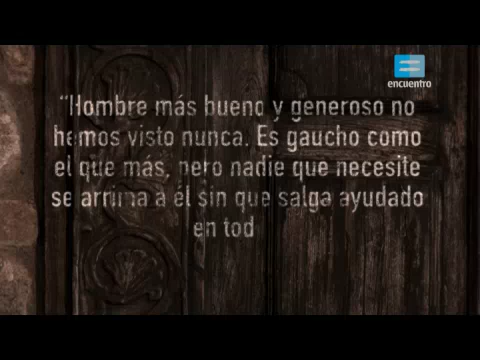 encuentro
“Hombre más bueno y generoso no
hemos visto nunca. Es gaucho como
el que más, pero nadie que necesite
se arrima a él sin que salga ayudado
en tod